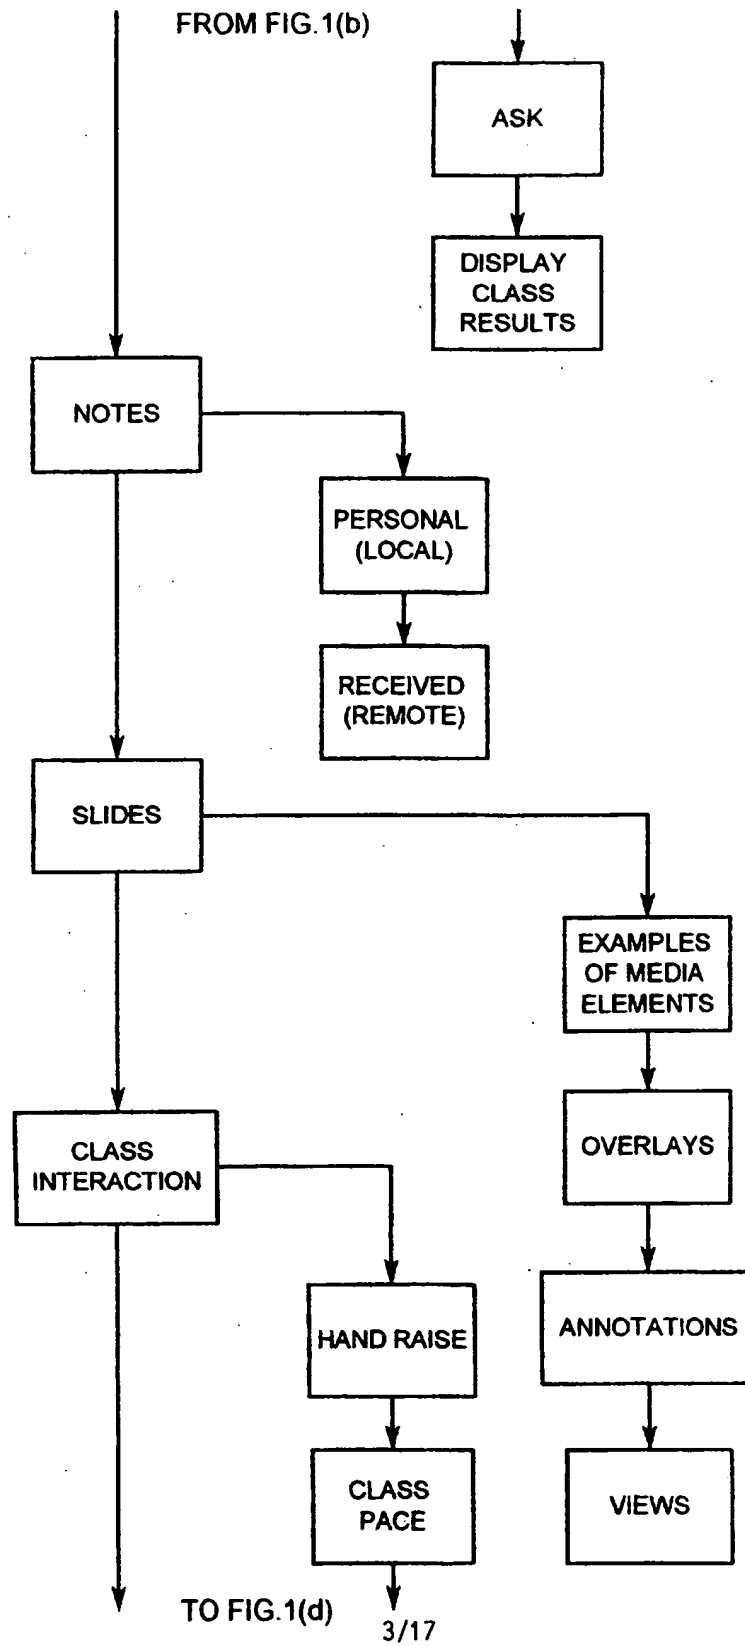 FROM FIG.1(b)
ASK
DISPLAY
CLASS
RESULTS
NOTES
PERSONAL
(LOCAL)
RECEIVED
(REMOTE)
SLIDES
EXAMPLES
OF MEDIA
ELEMENTS
OVERLAYS
CLASS
INTERACTION
ANNOTATIONS
HAND RAISE
VIEWS
CLASS
PACE
TO FIG.1(d)
3/17